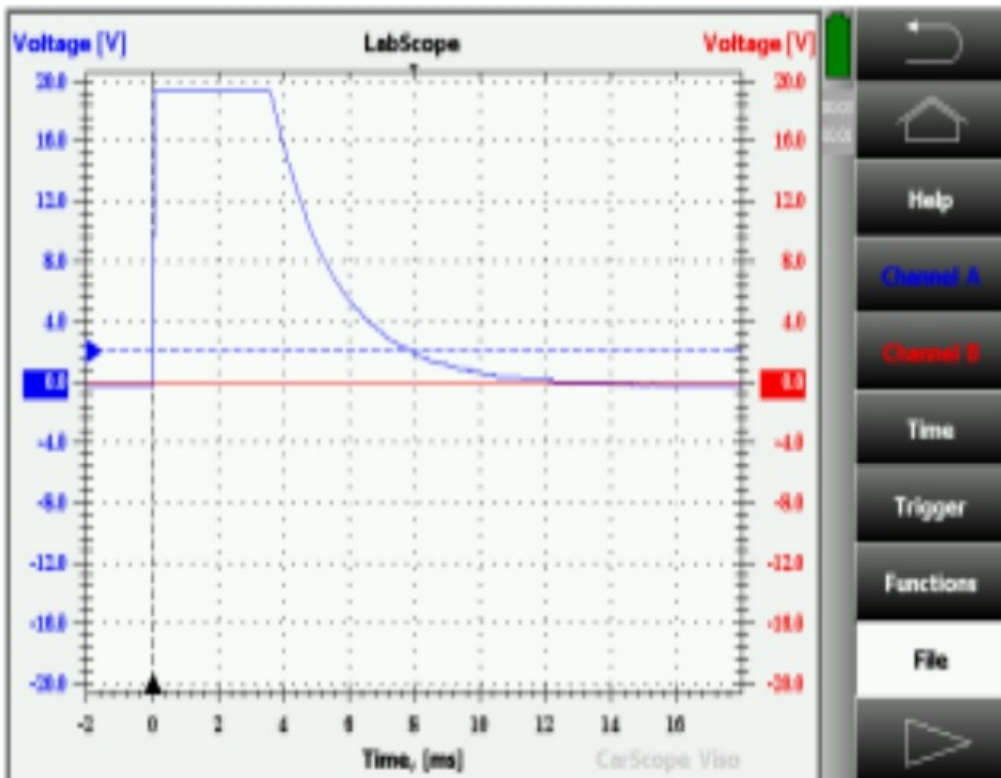 Voltage [V]
LabScope
Voltage [V]
20.0
16.0
12.0
8.0
4.0
0.0
-4.0
-8.0
-12.0
-16.0
-20.0
20.0
16.0
12.0
8.0
4.0
0.0
-4.0
-8.0
-12.0
-16.0
-20.0
-2 0 2 4 6 8 10 12 14 16
Time, [ms]
CarScope Viso
Help
Channel A
Channel B
Time
Trigger
Functions
File